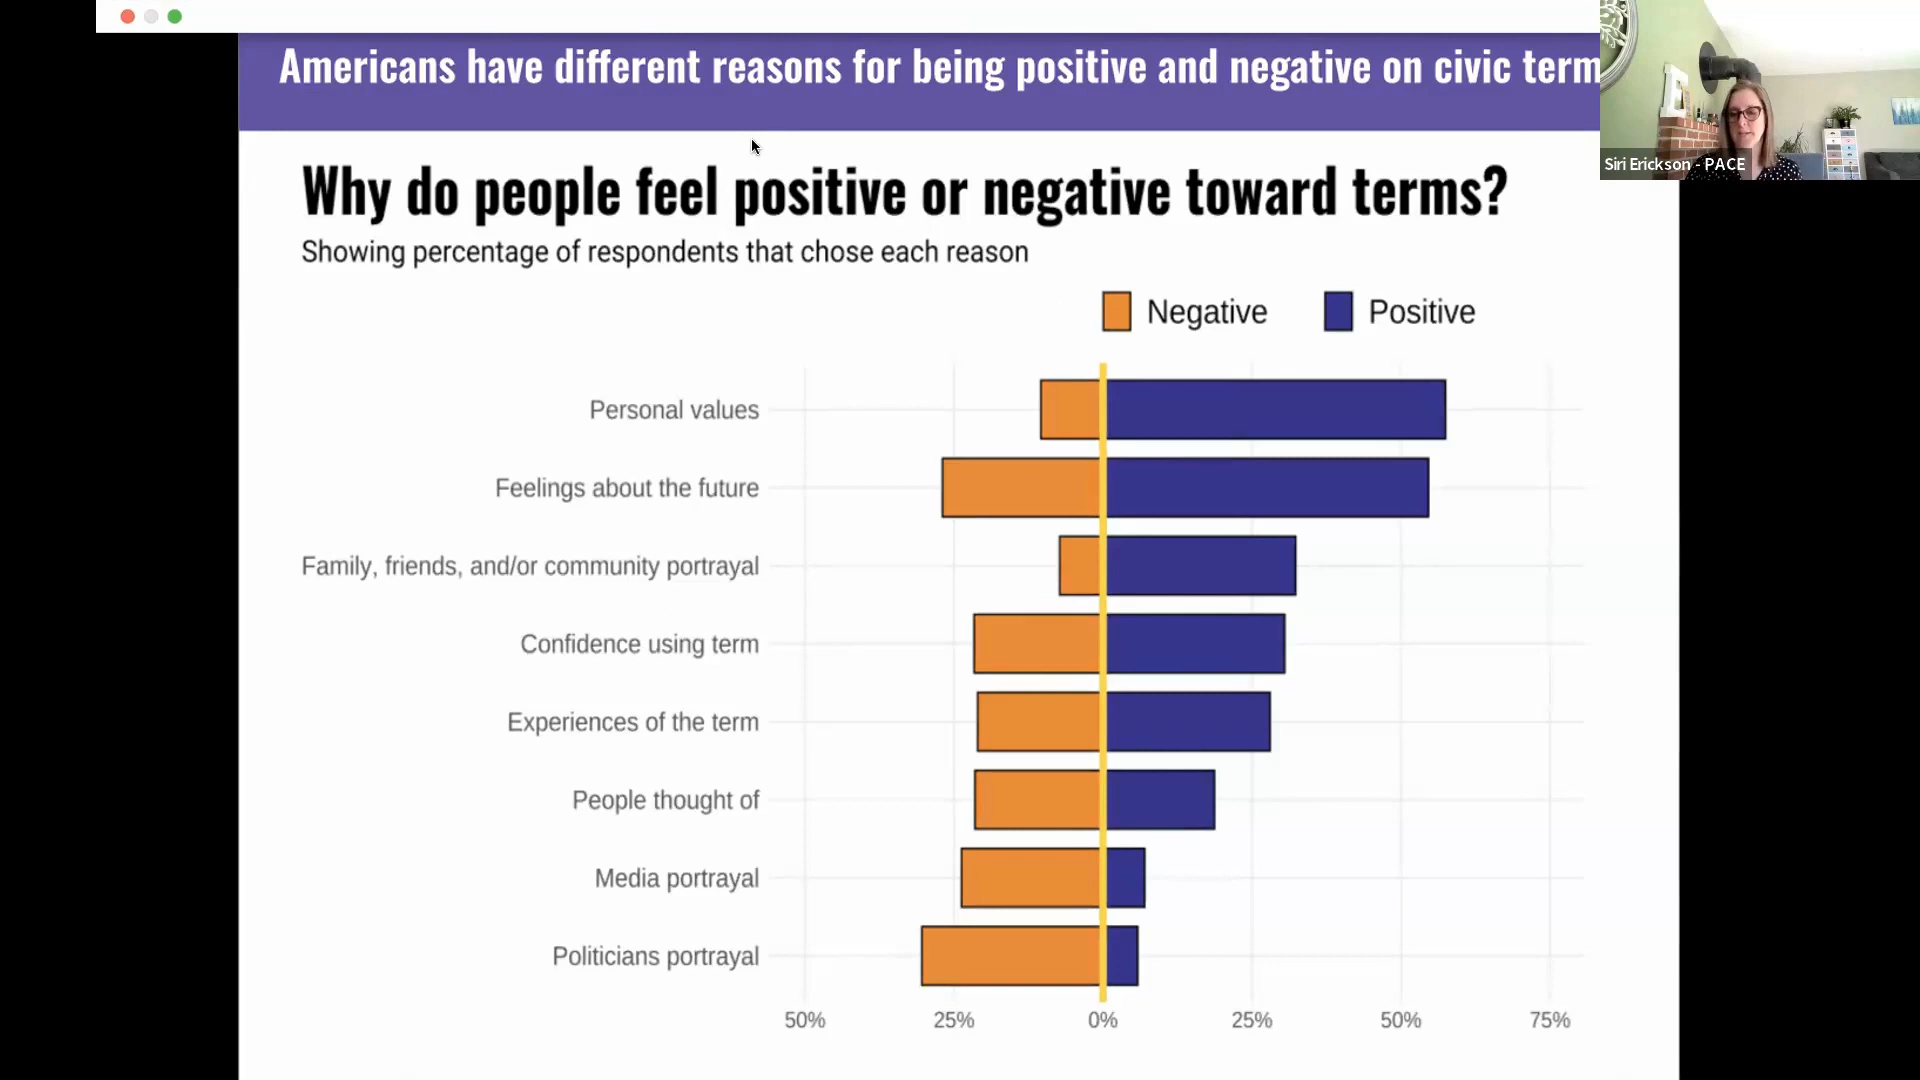 Americans have different reasons for being positive and negative on civic term
Siri Erickson - PACE
Why do people feel positive or negative toward terms?
Showing percentage of respondents that chose each reason
Negative Positive
Personal values
Feelings about the future
Family, friends, and/or community portrayal
Confidence using term
Experiences of the term
People thought of
Media portrayal
Politicians portrayal
50% 25% 0% 25% 50% 75%